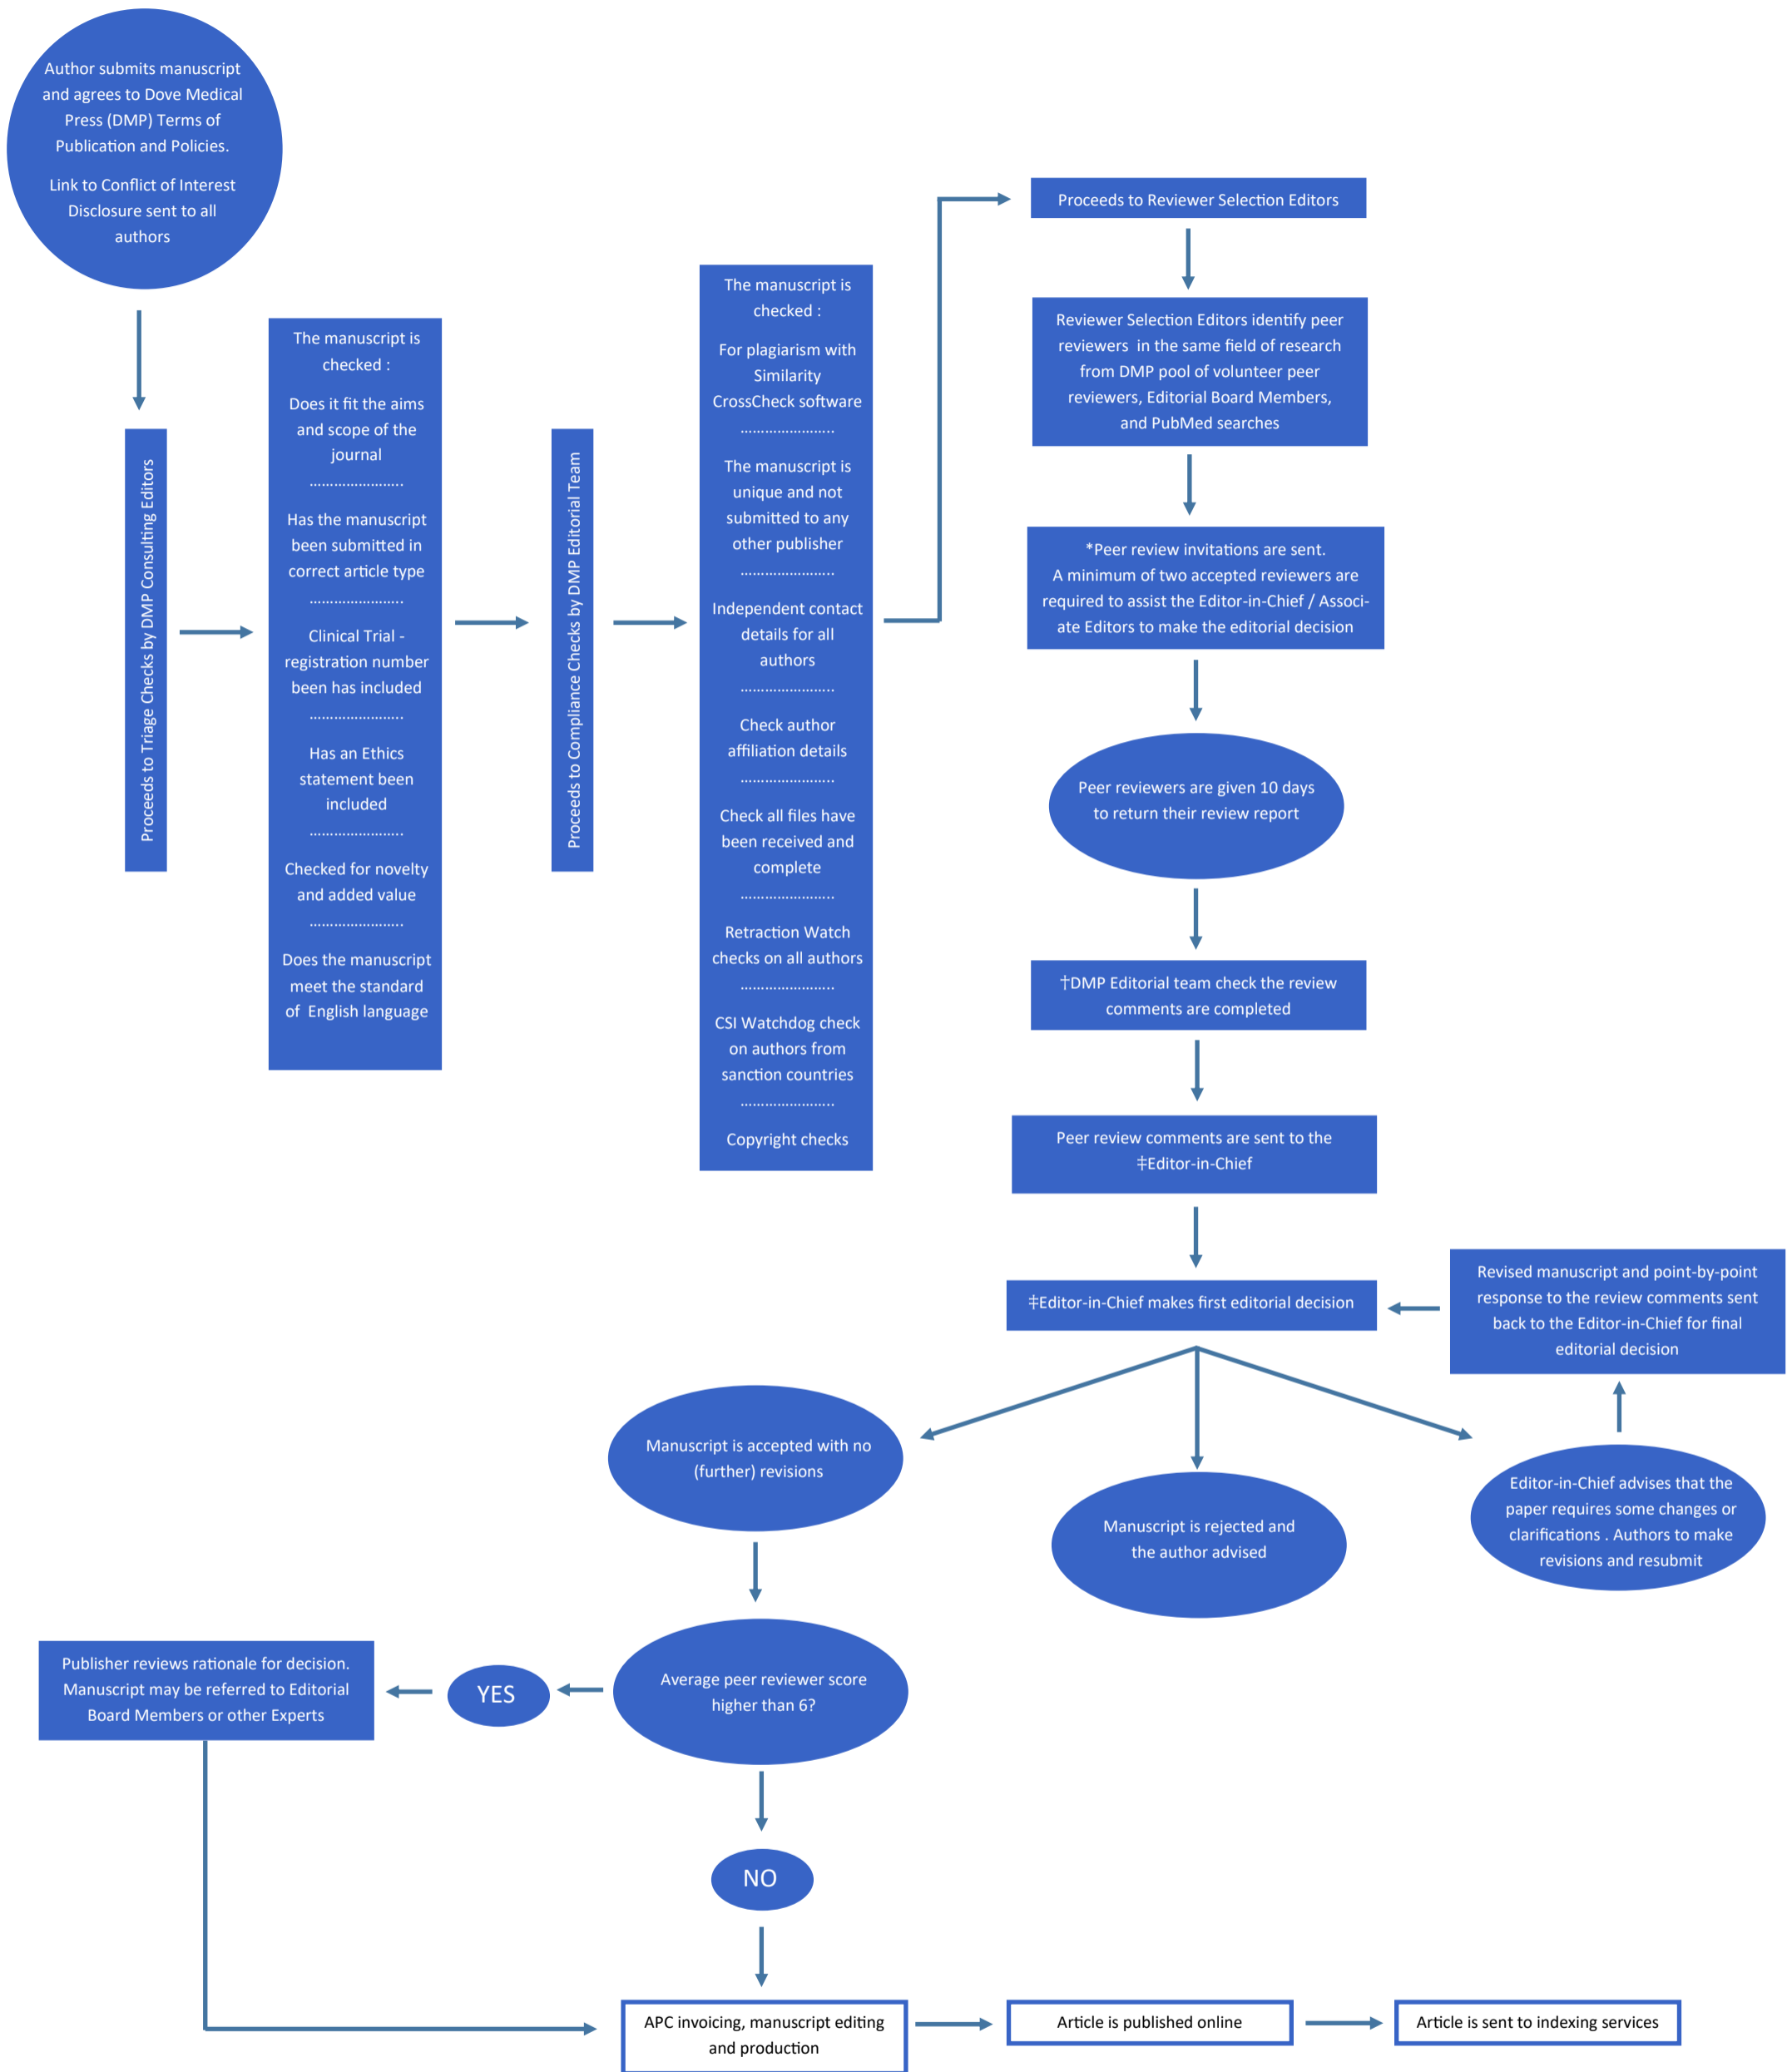 Author submits manuscript
and agrees to Dove Medical
Press (DMP) Terms of
Publication and Policies.
Link to Conflict of Interest
Disclosure sent to all
authors
Proceeds to Triage Checks by DMP Consulting Editors
The manuscript is
checked :
Does it fit the aims
and scope of the
journal
.......................
Has the manuscript
been submitted in
correct article type
.......................
Clinical Trial -
registration number
been has included
.......................
Has an Ethics
statement been
included
.......................
Checked for novelty
and added value
.......................
Does the manuscript
meet the standard
of English language
Proceeds to Compliance Checks by DMP Editorial Team
The manuscript is
checked :
For plagiarism with
Similarity
CrossCheck software
.......................
The manuscript is
unique and not
submitted to any
other publisher
.......................
Independent contact
details for all
authors
.......................
Check author
affiliation details
.......................
Check all files have
been received and
complete
.......................
Retraction Watch
checks on all authors
.......................
CSI Watchdog check
on authors from
sanction countries
.......................
Copyright checks
Proceeds to Reviewer Selection Editors
Reviewer Selection Editors identify peer
reviewers in the same field of research
from DMP pool of volunteer peer
reviewers, Editorial Board Members,
and PubMed searches
*Peer review invitations are sent.
A minimum of two accepted reviewers are
required to assist the Editor-in-Chief / Associ-
ate Editors to make the editorial decision
Peer reviewers are given 10 days
to return their review report
†DMP Editorial team check the review
comments are completed
Peer review comments are sent to the
‡Editor-in-Chief
‡Editor-in-Chief makes first editorial decision
Revised manuscript and point-by-point
response to the review comments sent
back to the Editor-in-Chief for final
editorial decision
Manuscript is accepted with no
(further) revisions
Manuscript is rejected and
the author advised
Editor-in-Chief advises that the
paper requires some changes or
clarifications . Authors to make
revisions and resubmit
Average peer reviewer score
higher than 6?
YES
Publisher reviews rationale for decision.
Manuscript may be referred to Editorial
Board Members or other Experts
NO
APC invoicing, manuscript editing
and production
Article is published online
Article is sent to indexing services